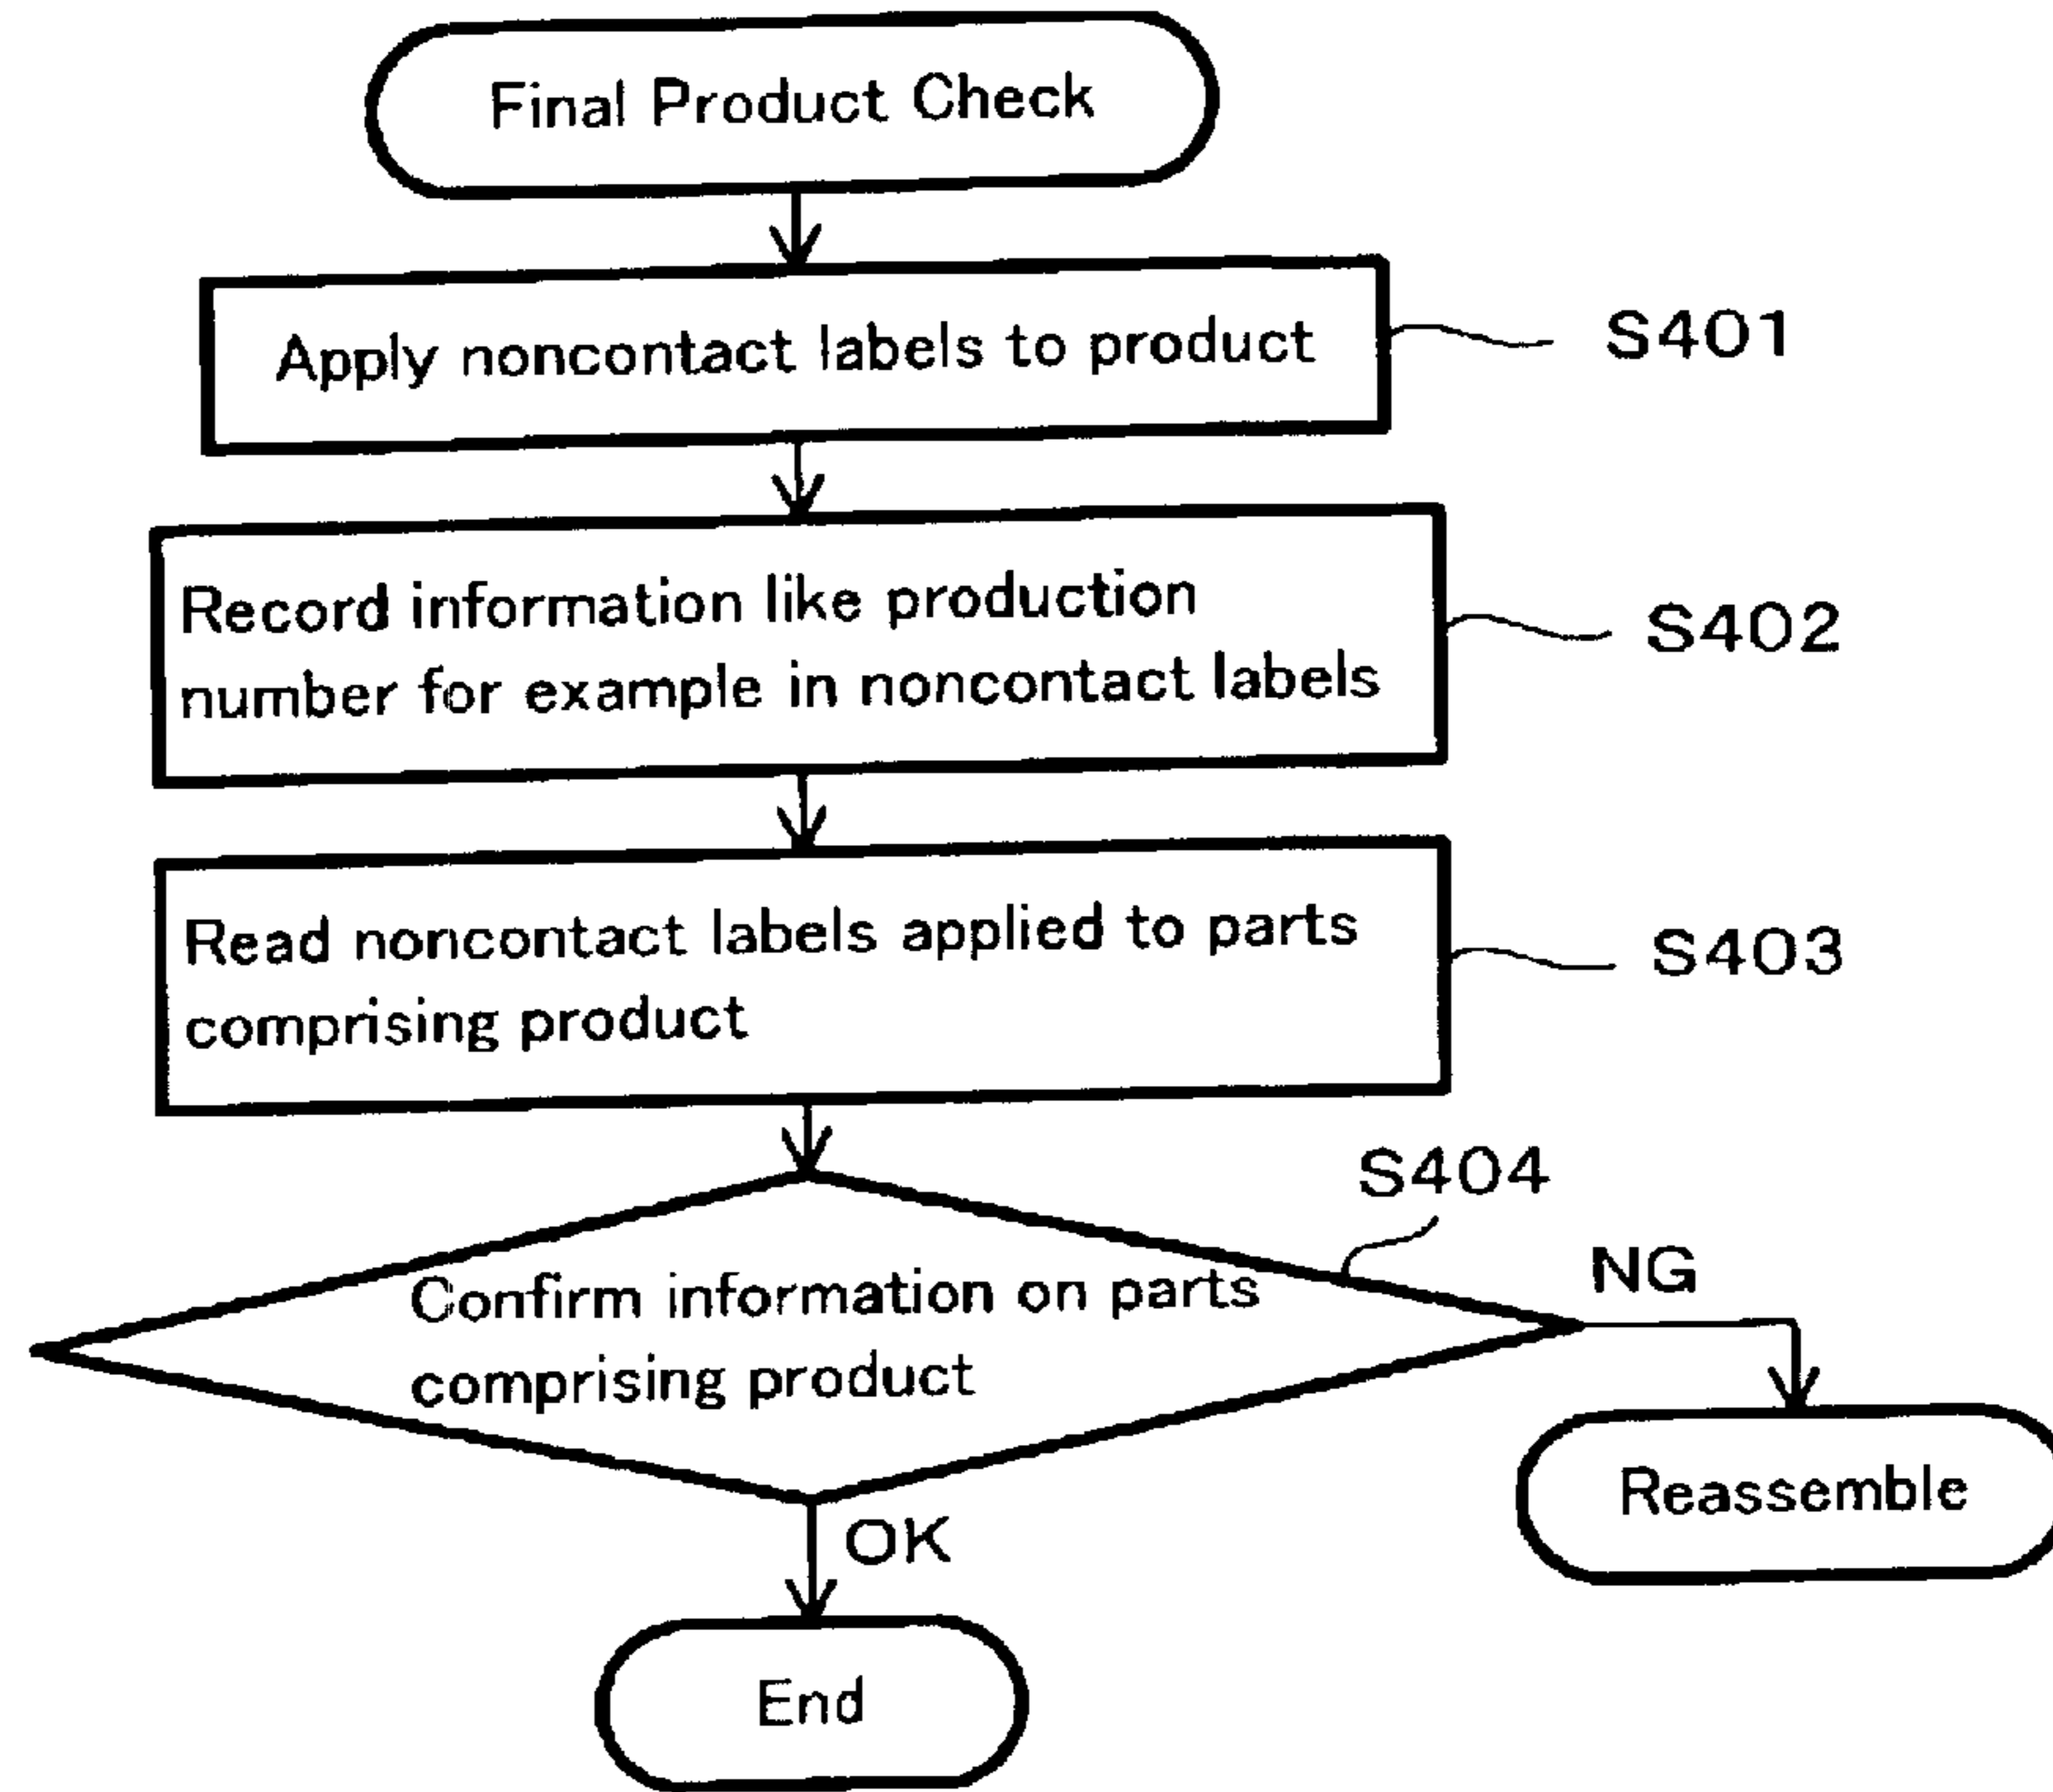 Final Product Check
Apply noncontact labels to product
S401
Record information like production
number for example in noncontact labels
S402
Read noncontact labels applied to parts
comprising product
S403
S404
Confirm information on parts
comprising product
NG
Reassemble
OK
End